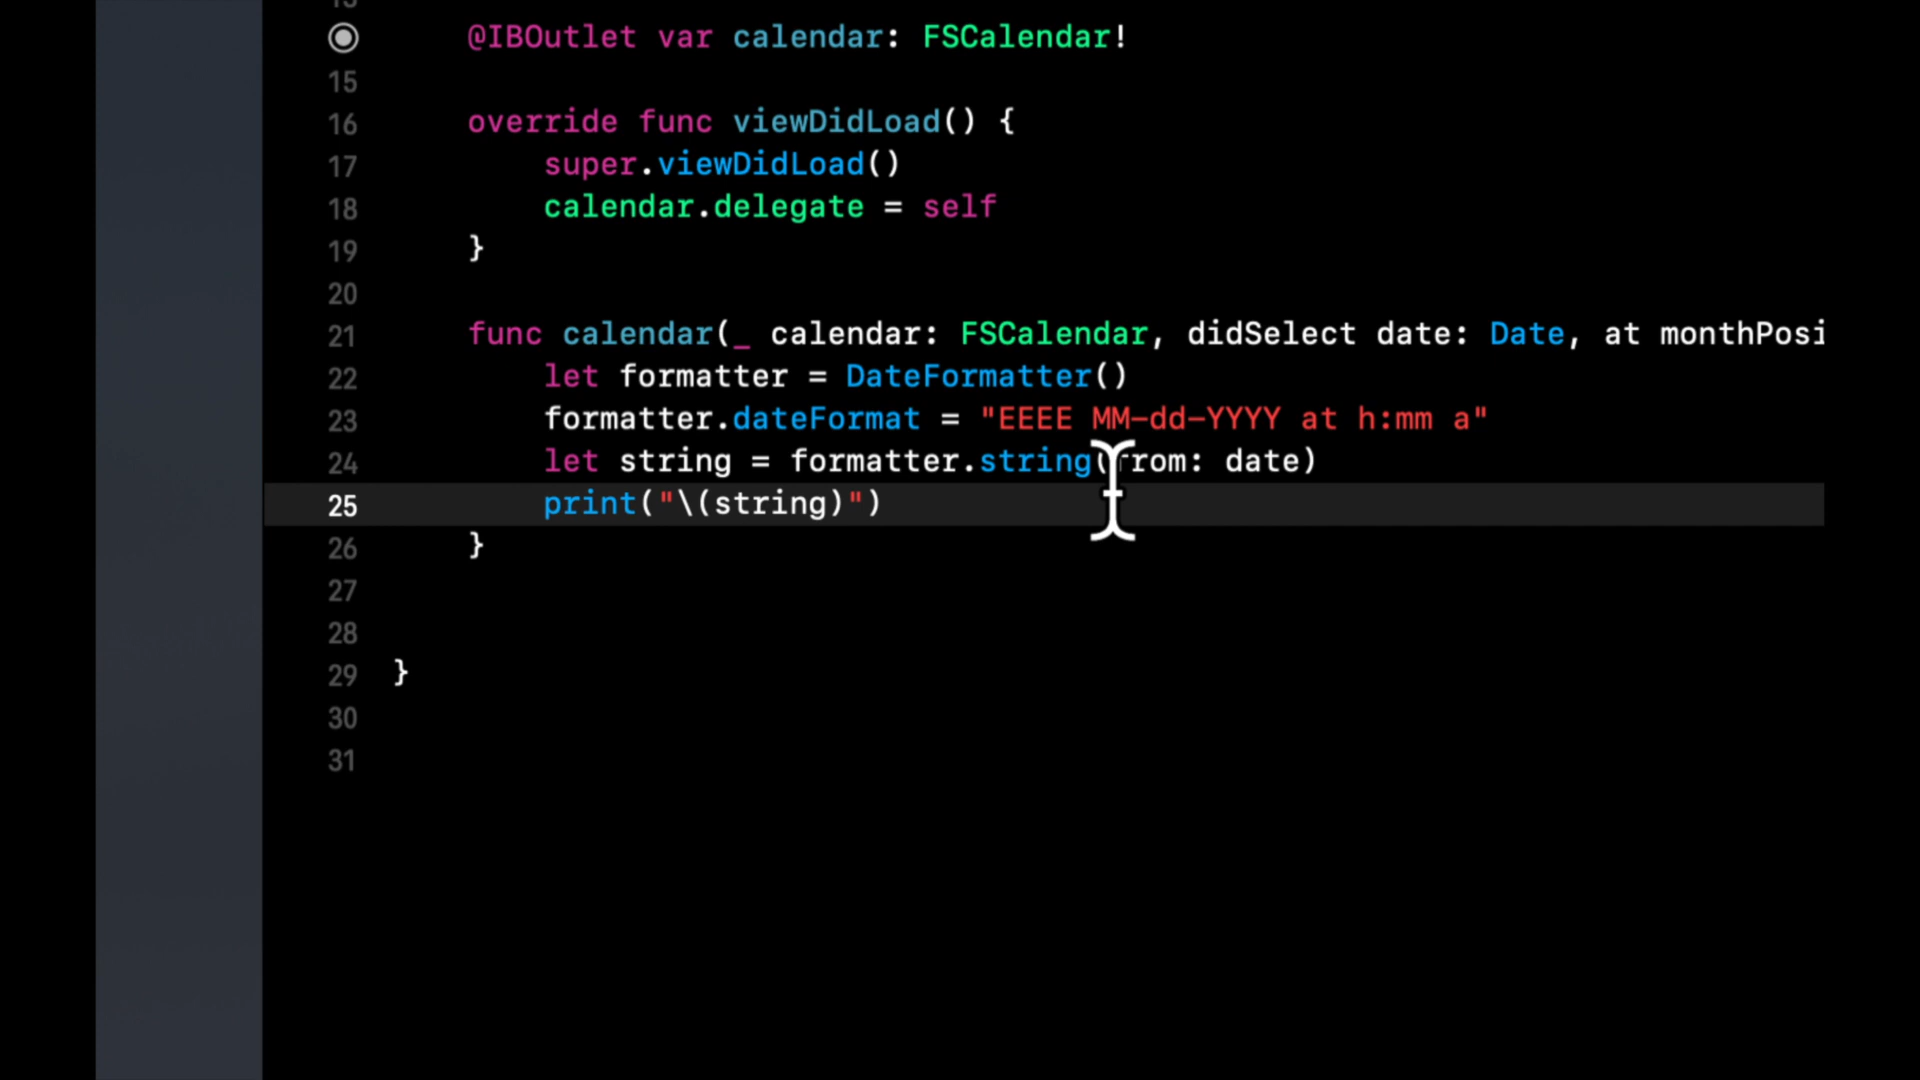 @IBOutlet var calendar: FSCalendar!
15
16 override func viewDidLoad() {
17 super.viewDidLoad()
18 calendar.delegate = self
19 }
20
21 func calendar(_ calendar: FSCalendar, didSelect date: Date, at monthPosi
22 let formatter = DateFormatter()
23 formatter.dateFormat = "EEEE MM-dd-YYYY at h:mm a"
24 let string = formatter.string(from: date)
25 print("\(string)")
26 }
27
28
29 }
30
31